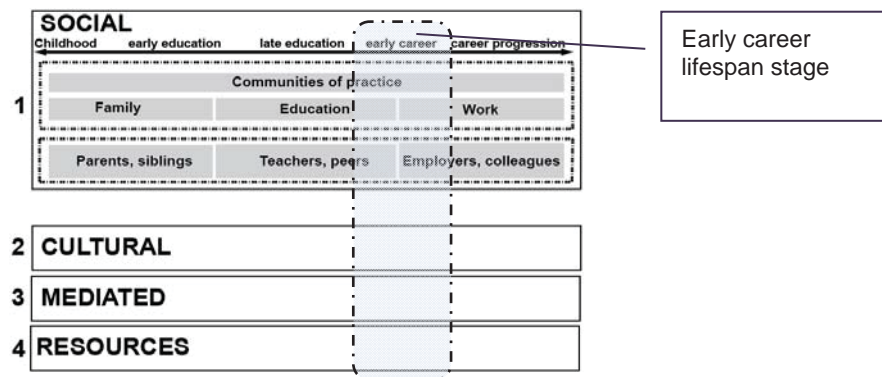 SOCIAL
Childhood early education late education early career career progression
Communities of practice
1
Family Education Work
Parents, siblings Teachers, peers Employers, colleagues
2 CULTURAL
3 MEDIATED
4 RESOURCES
Early career
lifespan stage